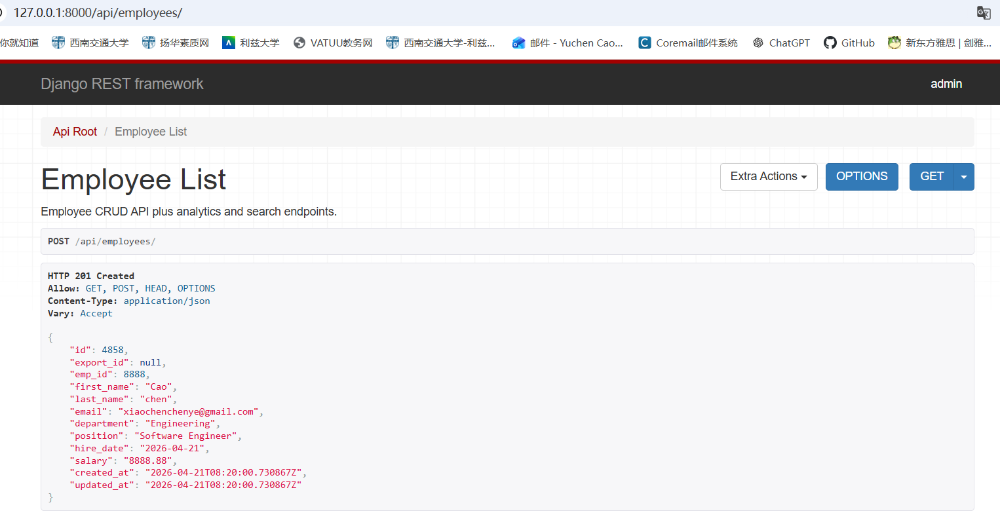 127.0.0.1:8000/api/employees/
你就知道 西南交通大学 扬华素质网 利兹大学 VATUU教务网 西南交通大学-利兹... 邮件 - Yuchen Cao... Coremail邮件系统 ChatGPT GitHub 新东方雅思 | 剑雅...
Django REST framework admin
Api Root / Employee List
Employee List Extra Actions OPTIONS GET
Employee CRUD API plus analytics and search endpoints.
POST /api/employees/
HTTP 201 Created
Allow: GET, POST, HEAD, OPTIONS
Content-Type: application/json
Vary: Accept
{
"id": 4858,
"export_id": null,
"emp_id": 8888,
"first_name": "Cao",
"last_name": "chen",
"email": "xiaochenchenye@gmail.com",
"department": "Engineering",
"position": "Software Engineer",
"hire_date": "2026-04-21",
"salary": "8888.88",
"created_at": "2026-04-21T08:20:00.730867Z",
"updated_at": "2026-04-21T08:20:00.730867Z"
}